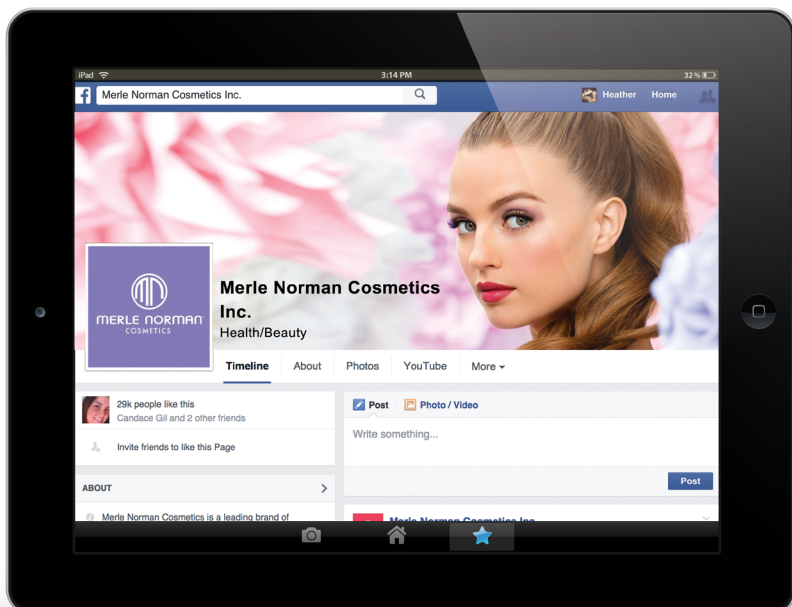 iPad
3:14 PM
32%
f
Merle Norman Cosmetics Inc.
Heather
Home
MERLE NORMAN
COSMETICS
Merle Norman Cosmetics
Inc.
Health/Beauty
Timeline
About
Photos
YouTube
More
29k people like this
Candace Gil and 2 other friends
Invite friends to like this Page
Post
Photo / Video
Write something...
Post
ABOUT
Merle Norman Cosmetics is a leading brand of
Merle Norman Cosmetics Inc.